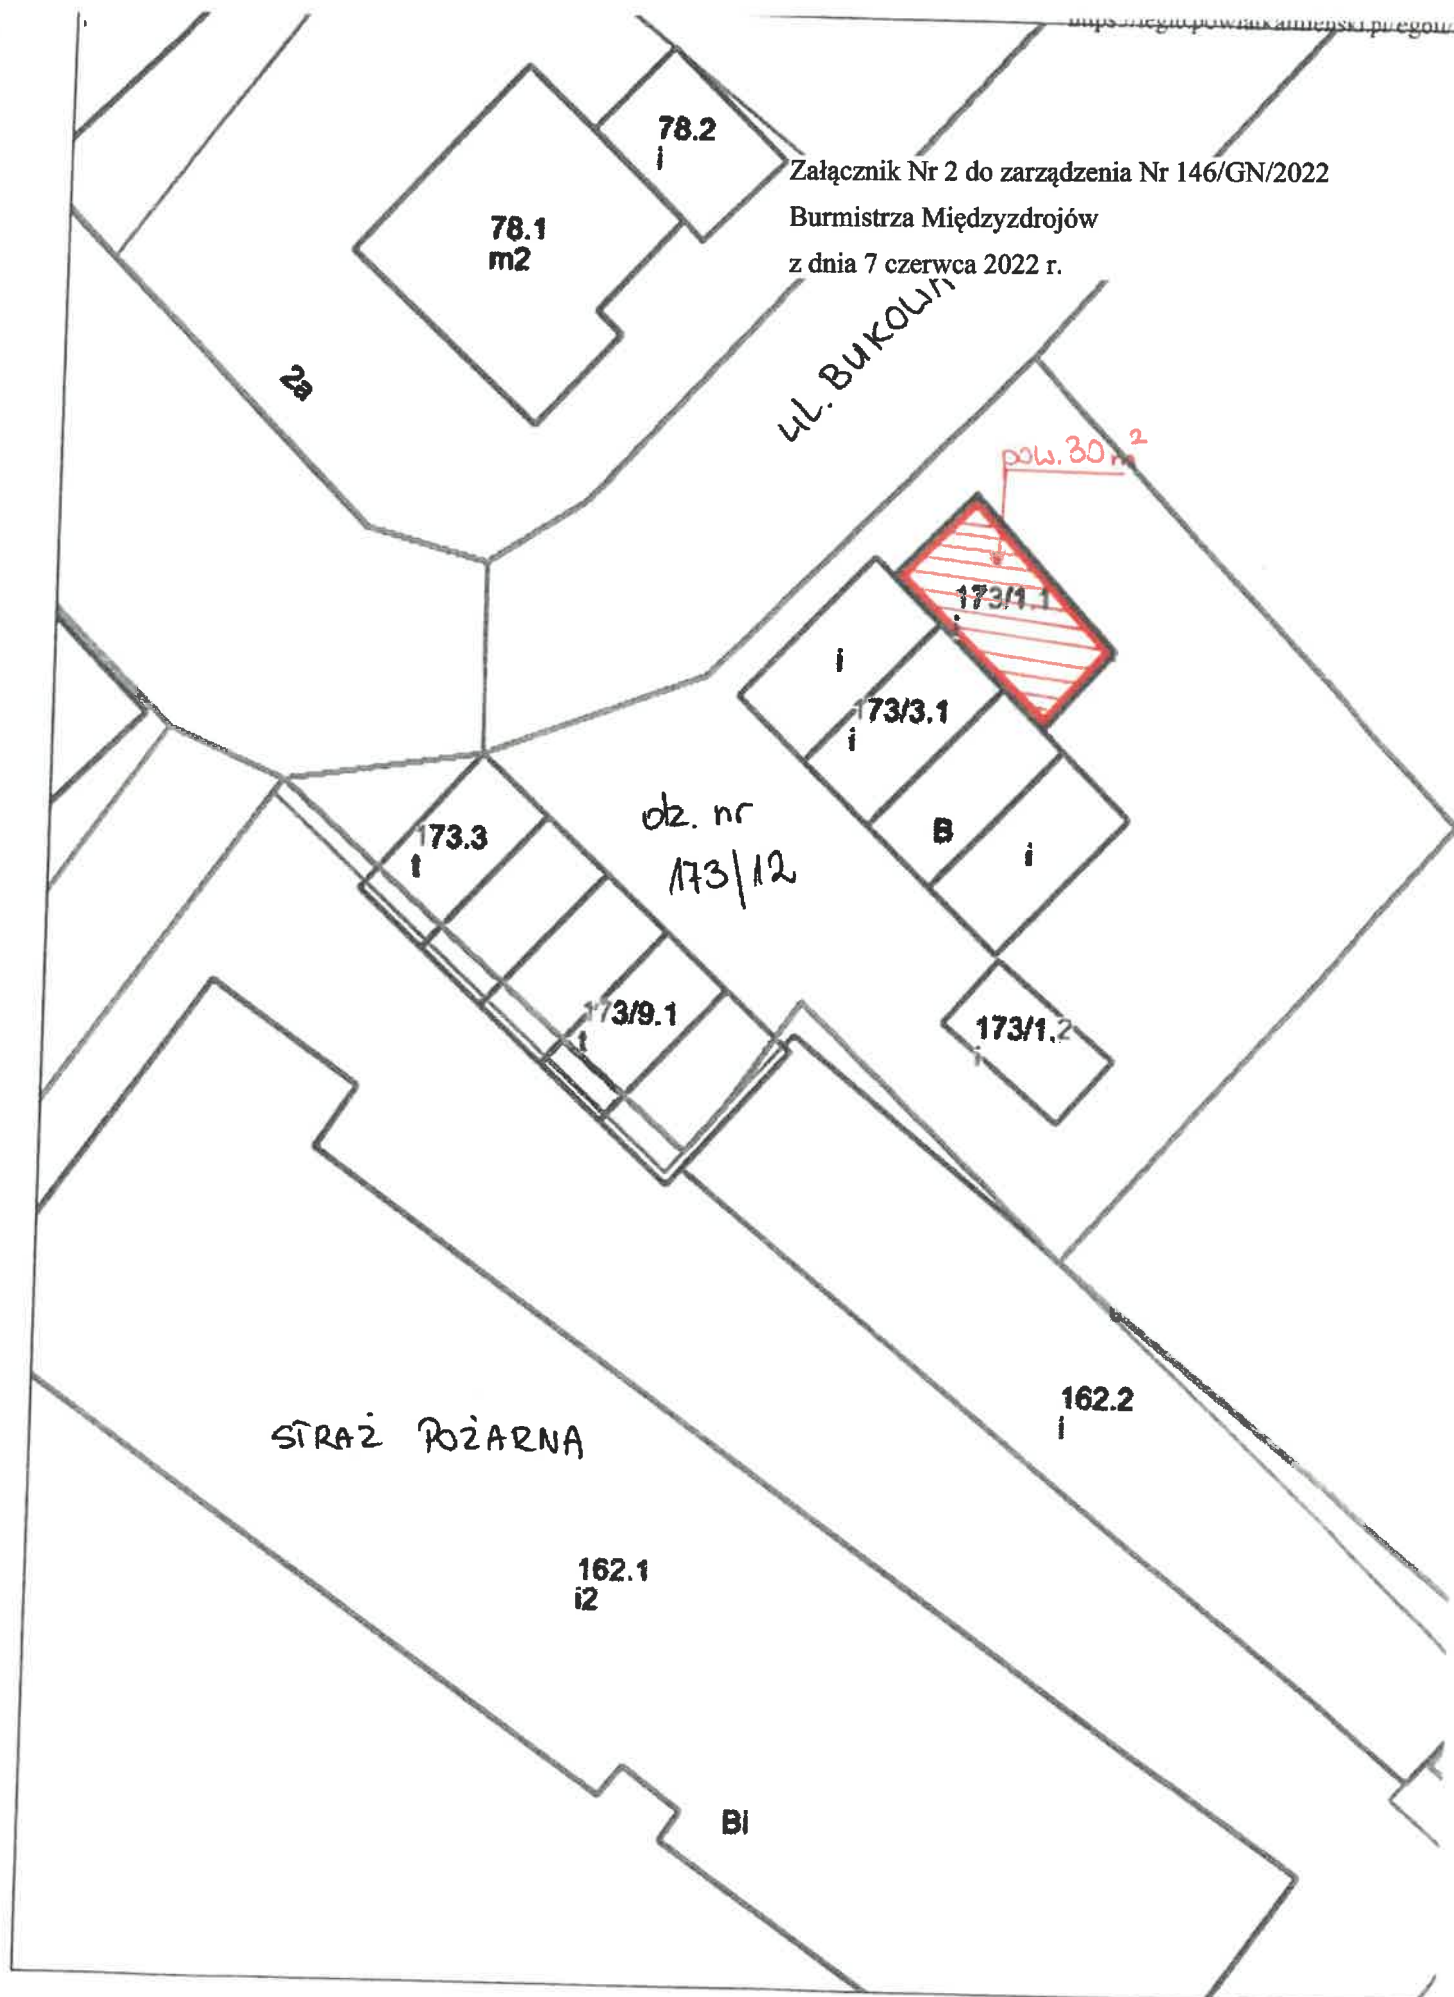 78.2
i
Załącznik Nr 2 do zarządzenia Nr 146/GN/2022
Burmistrza Międzyzdrojów
z dnia 7 czerwca 2022 r.
78.1
m2
2a
UL. BUKOWA
pow. 30 m²
173/1.1
i
i
173/3.1
i
dz. nr
173/12
B
i
173.3
t
173/9.1
t
173/1.2
i
162.2
i
STRAŻ POŻARNA
162.1
i2
Bi